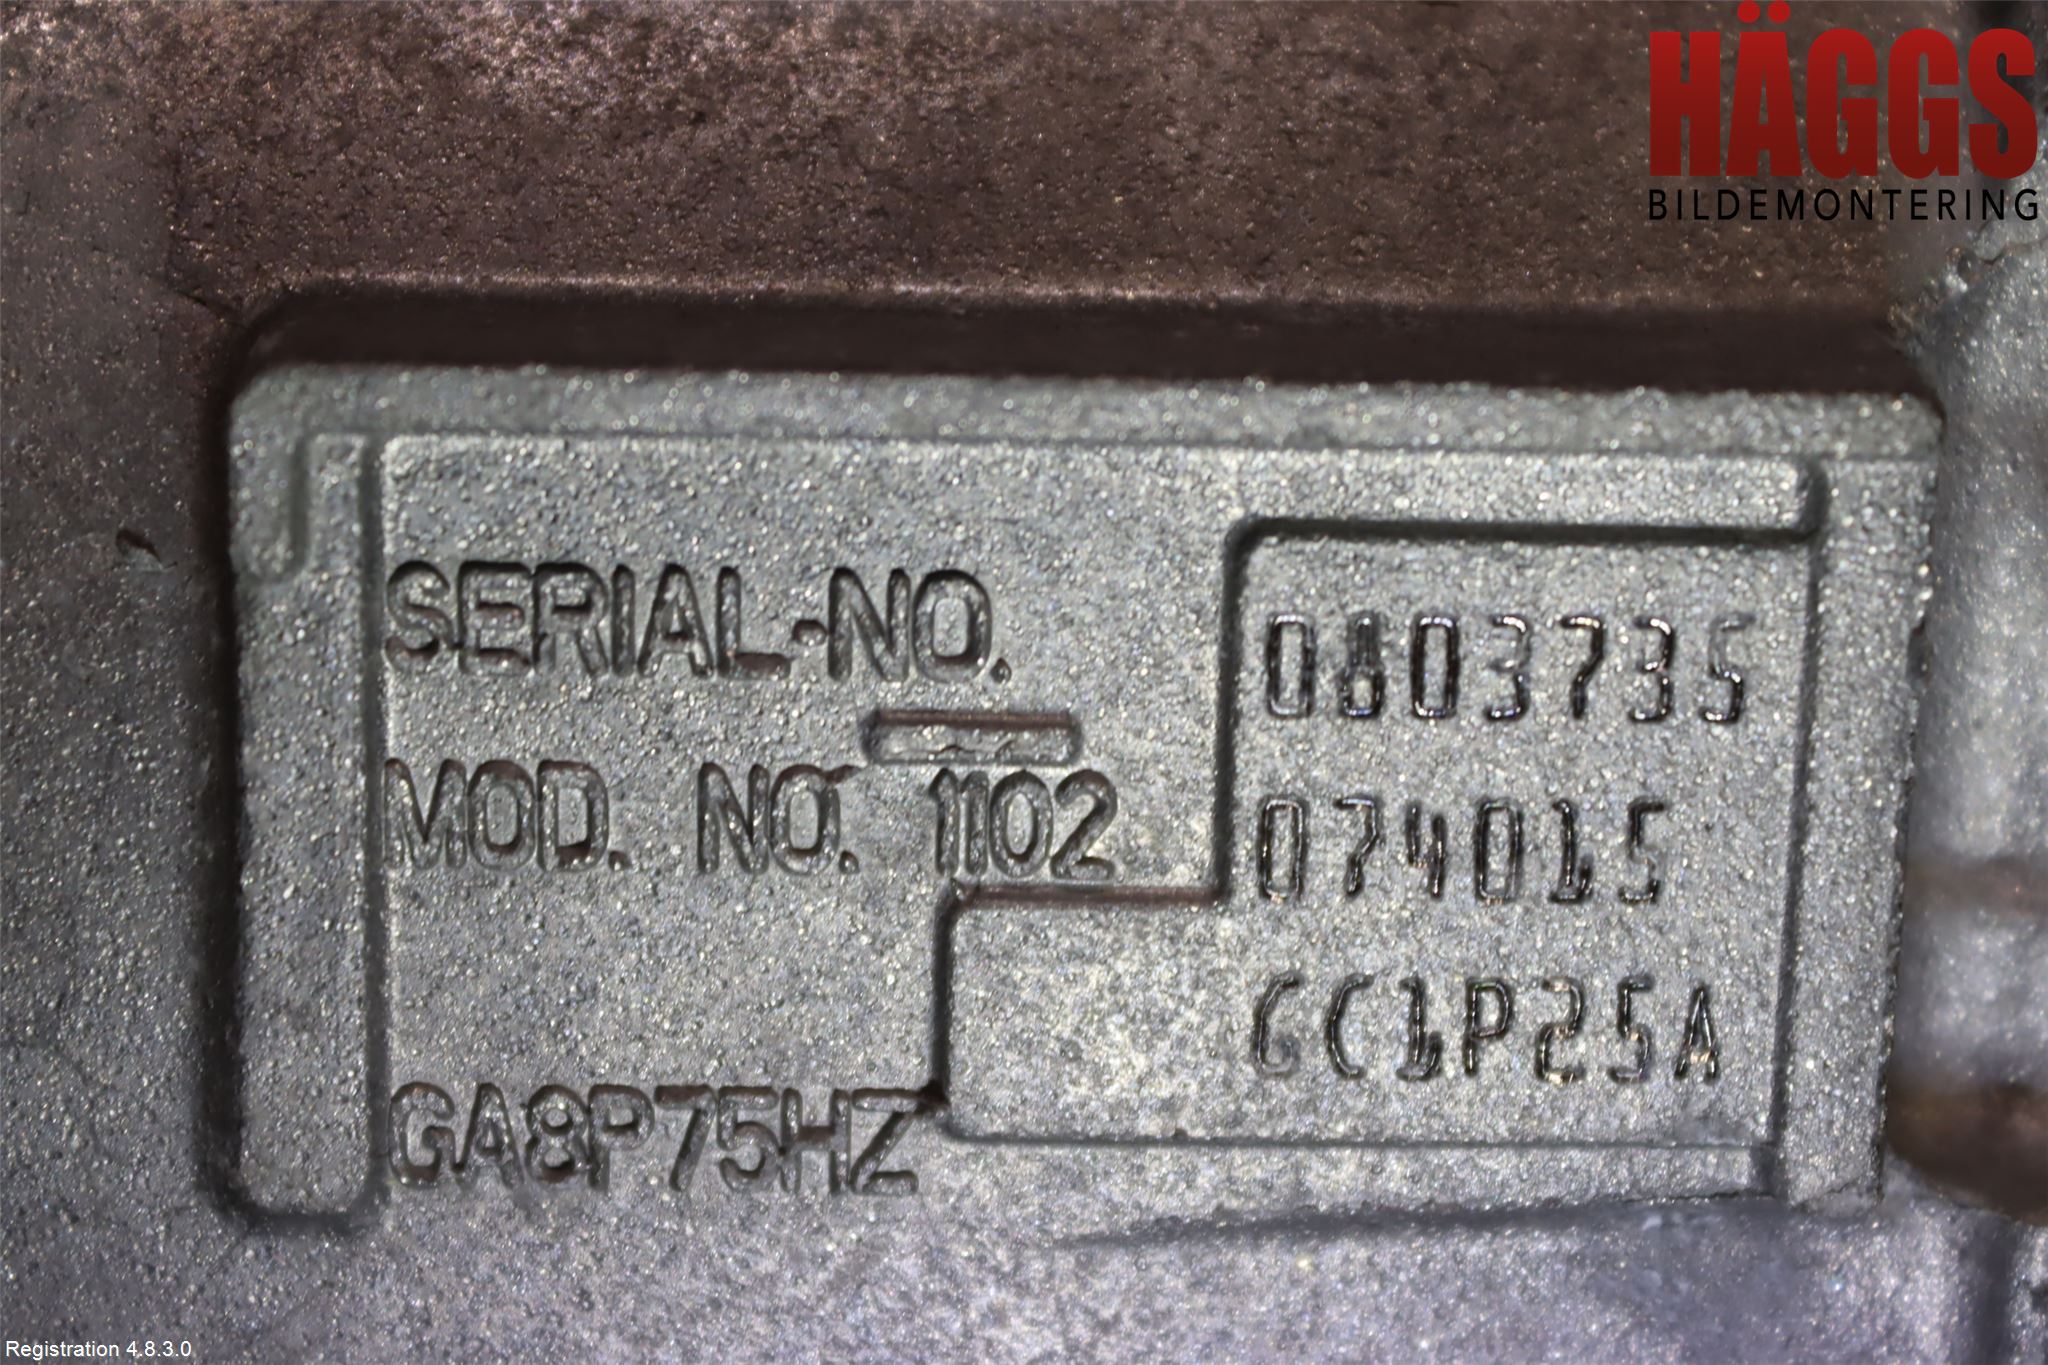 HÄGGS
BILDEMONTERING
SERIAL-NO. 0803735
MOD. NO. 1102 074015
GC1P25A
GA8P75HZ
Registration 4.8.3.0